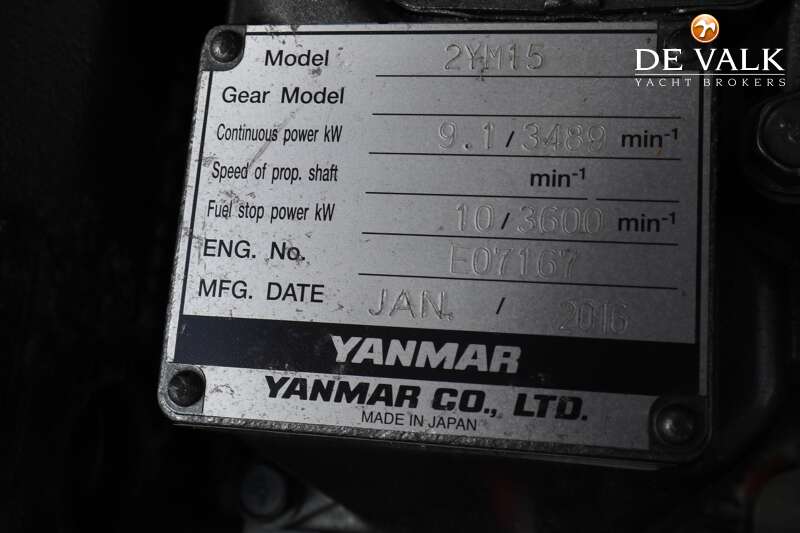 DE VALK
YACHT BROKERS
Model 2YM15
Gear Model
Continuous power kW 9.1 / 3489 min-1
Speed of prop. shaft min-1
Fuel stop power kW 10 / 3600 min-1
ENG. No. E07167
MFG. DATE JAN. / 2016
YANMAR
YANMAR CO., LTD.
MADE IN JAPAN